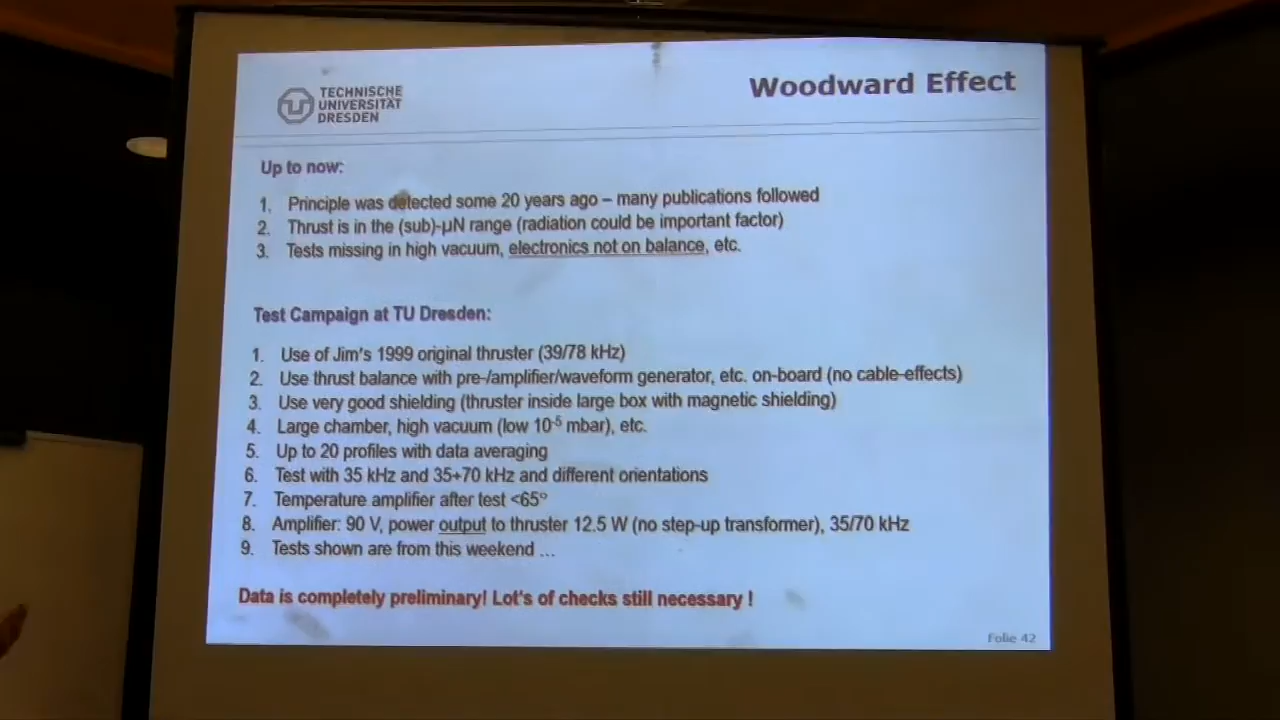 TECHNISCHE
UNIVERSITÄT
DRESDEN
Woodward Effect
Up to now:
1. Principle was detected some 20 years ago – many publications followed
2. Thrust is in the (sub)-µN range (radiation could be important factor)
3. Tests missing in high vacuum, electronics not on balance, etc.
Test Campaign at TU Dresden:
1. Use of Jim's 1999 original thruster (39/78 kHz)
2. Use thrust balance with pre-/amplifier/waveform generator, etc. on-board (no cable-effects)
3. Use very good shielding (thruster inside large box with magnetic shielding)
4. Large chamber, high vacuum (low 10⁻⁵ mbar), etc.
5. Up to 20 profiles with data averaging
6. Test with 35 kHz and 35+70 kHz and different orientations
7. Temperature amplifier after test <65°
8. Amplifier: 90 V, power output to thruster 12.5 W (no step-up transformer), 35/70 kHz
9. Tests shown are from this weekend ...
Data is completely preliminary! Lot's of checks still necessary !
Folie 42